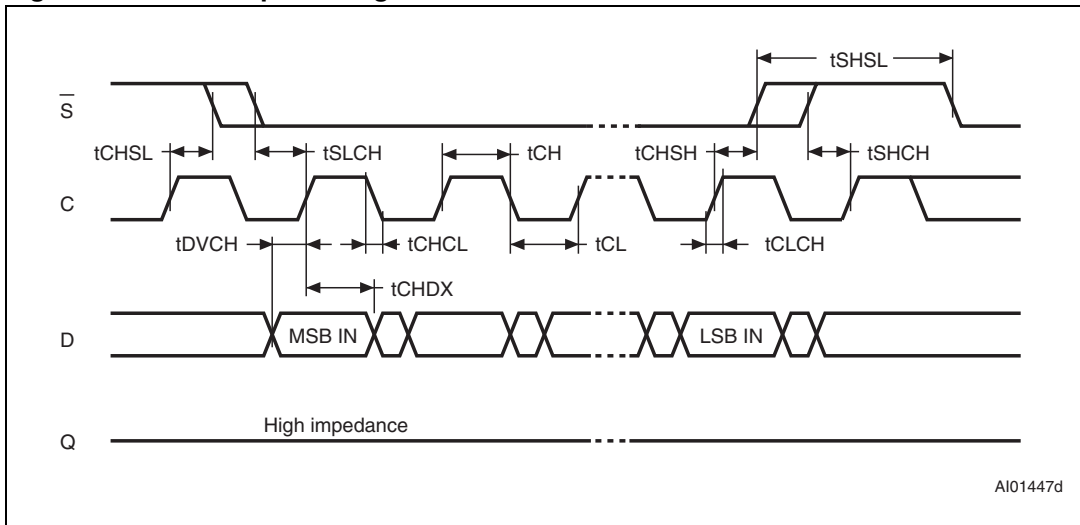 tSHSL
S
tCHSL
tSLCH
tCH
tCHSH
tSHCH
C
tDVCH
tCHCL
tCL
tCLCH
tCHDX
D
MSB IN
LSB IN
High impedance
Q
AI01447d